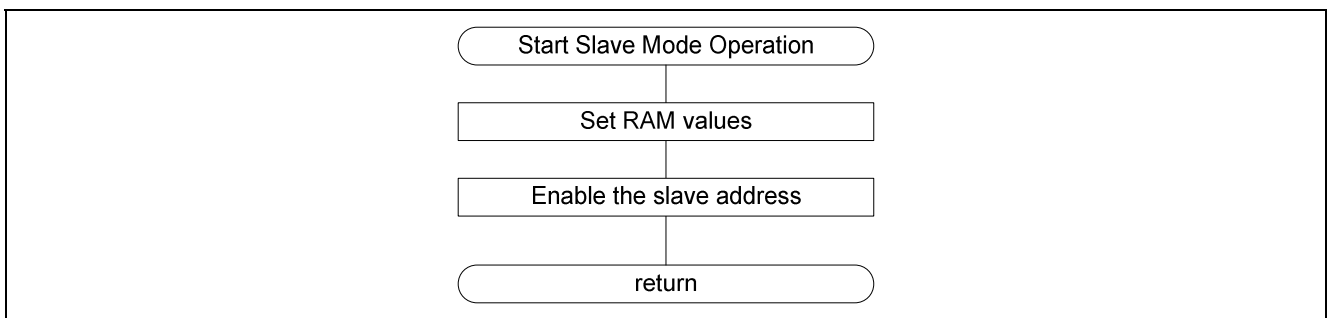 Start Slave Mode Operation
Set RAM values
Enable the slave address
return